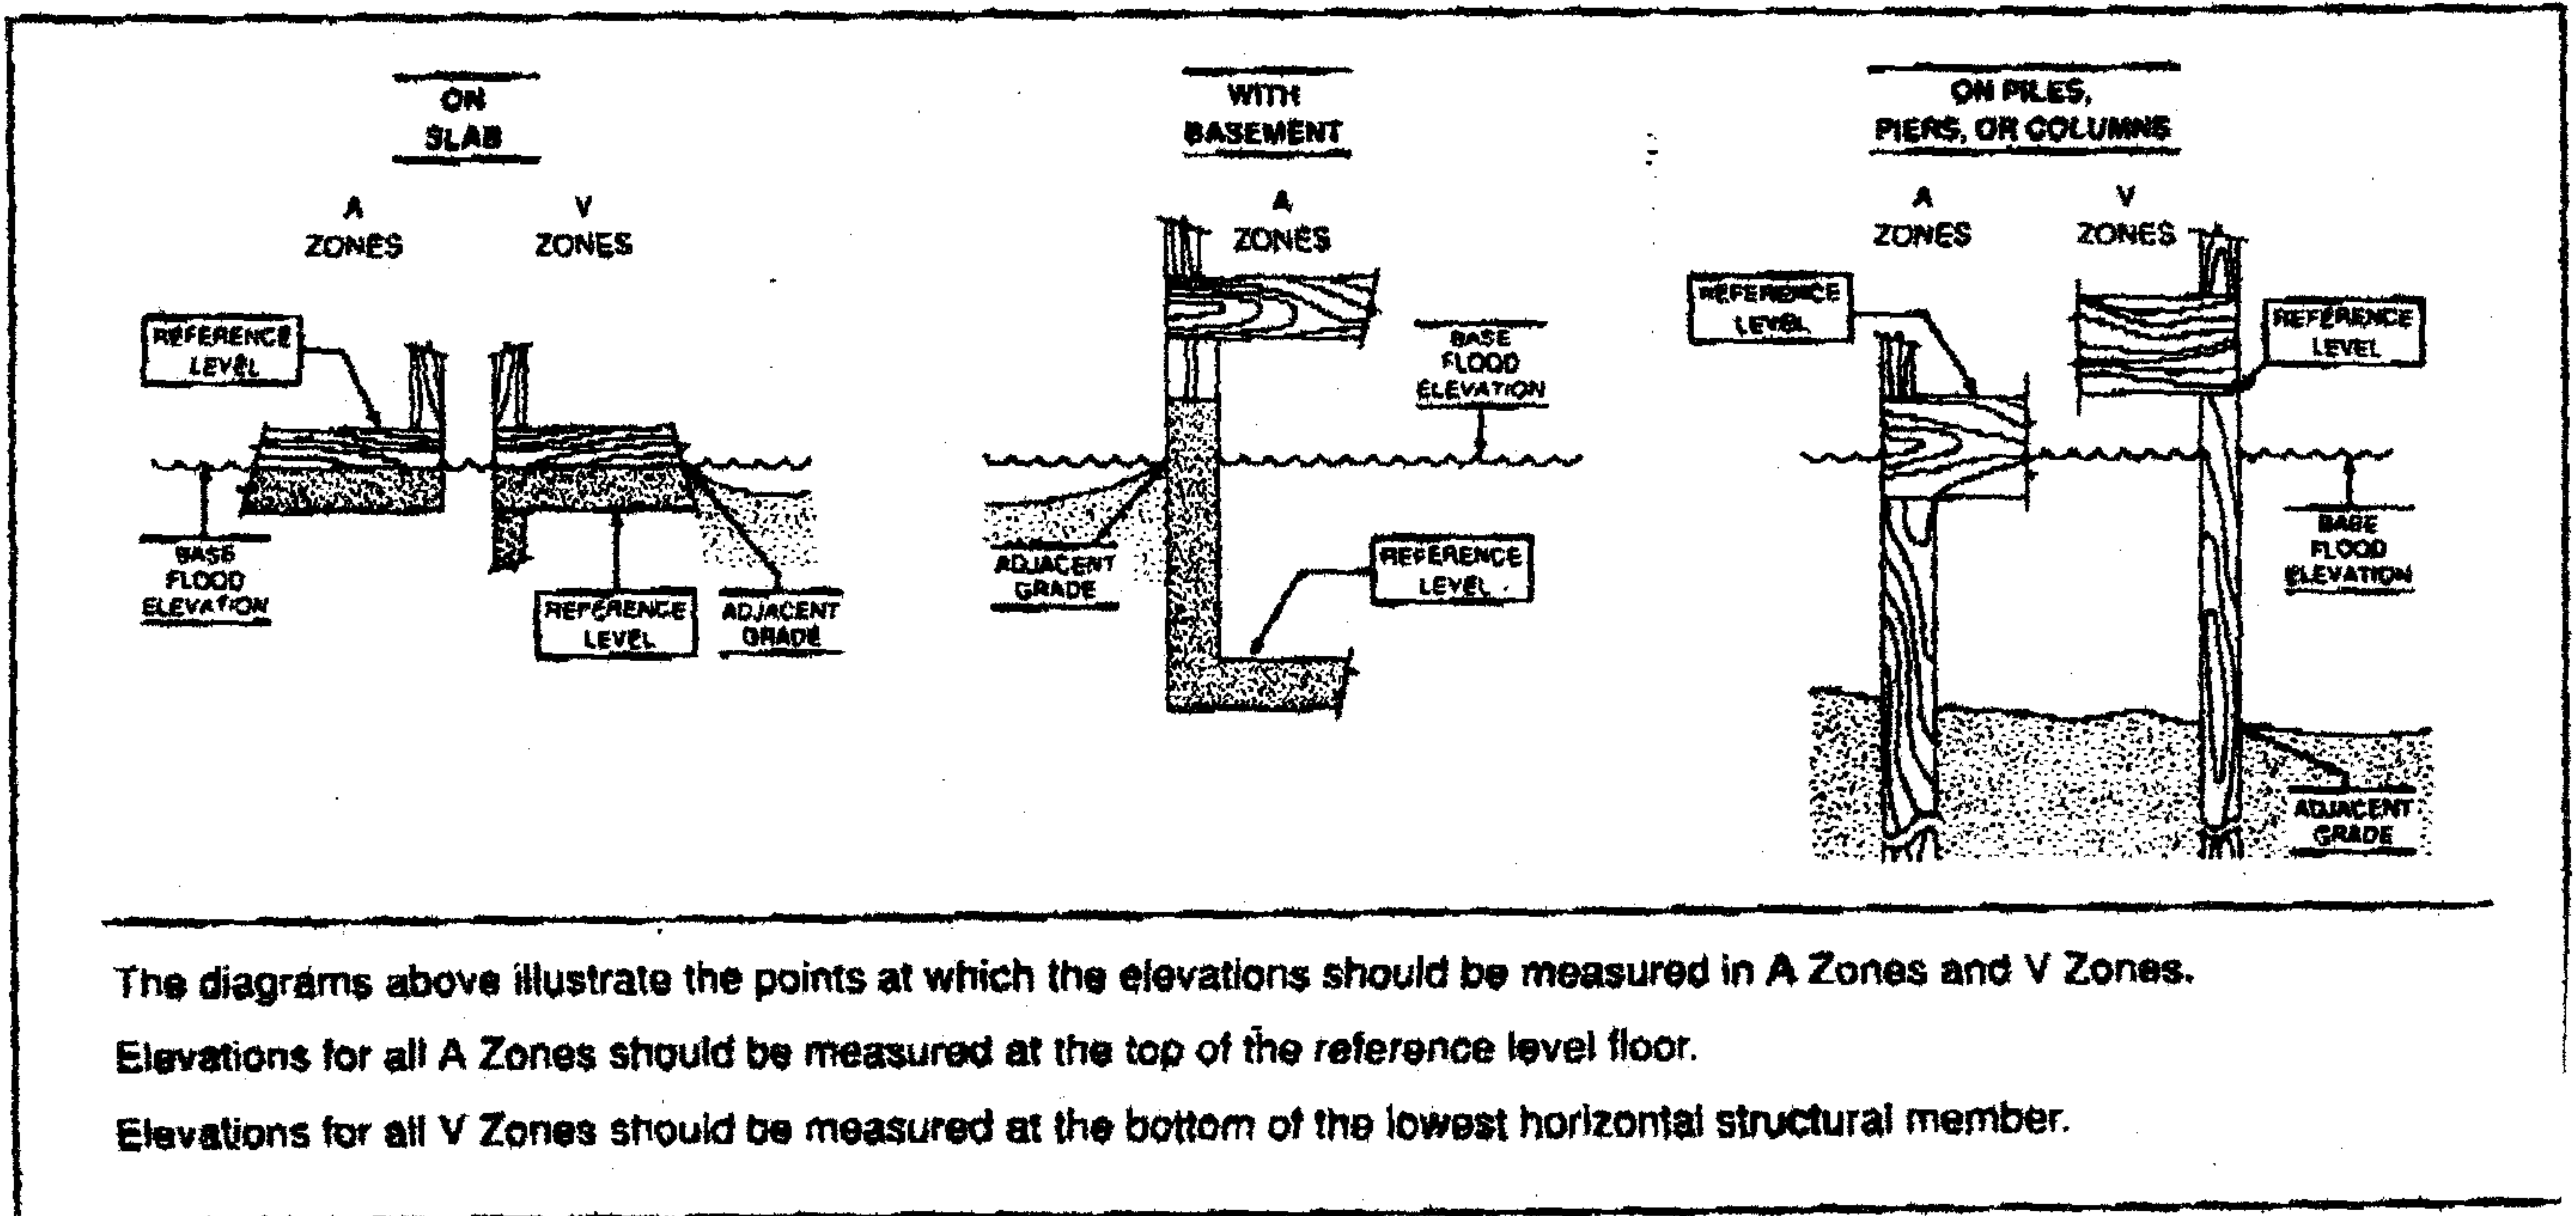 ON
SLAB
A
ZONES
V
ZONES
REFERENCE
LEVEL
BASE
FLOOD
ELEVATION
REFERENCE
LEVEL
ADJACENT
GRADE
WITH
BASEMENT
A
ZONES
BASE
FLOOD
ELEVATION
ADJACENT
GRADE
REFERENCE
LEVEL
ON PILES,
PIERS, OR COLUMNS
A
ZONES
V
ZONES
REFERENCE
LEVEL
REFERENCE
LEVEL
BASE
FLOOD
ELEVATION
ADJACENT
GRADE
The diagrams above illustrate the points at which the elevations should be measured in A Zones and V Zones.
Elevations for all A Zones should be measured at the top of the reference level floor.
Elevations for all V Zones should be measured at the bottom of the lowest horizontal structural member.